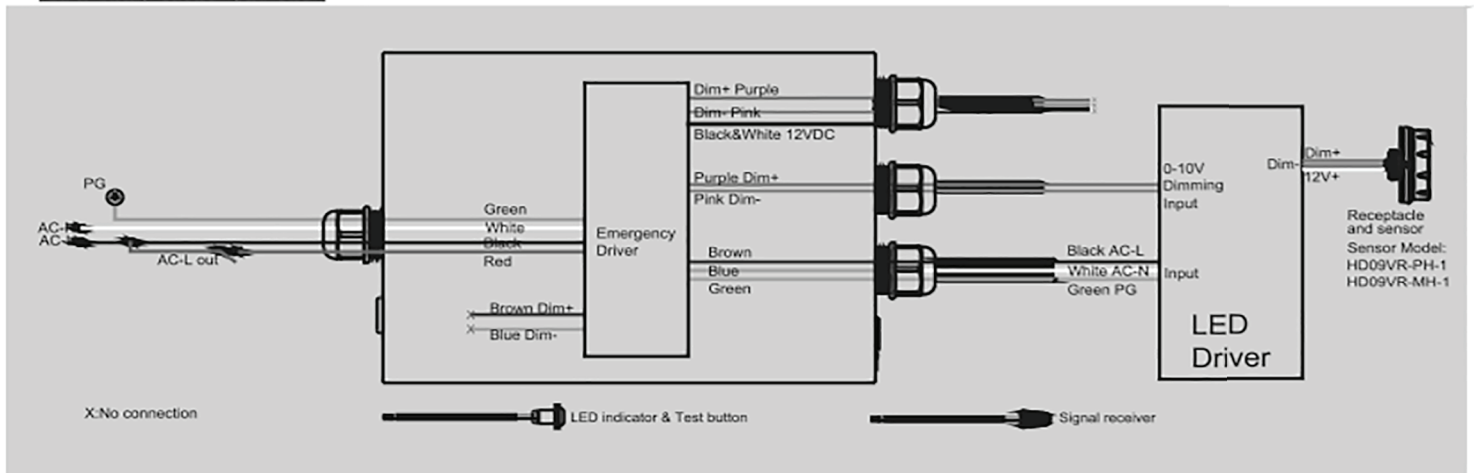 Dim+ Purple
Dim- Pink
Black&White 12VDC
Purple Dim+
Pink Dim-
PG
AC-
AC-
AC-L out
Green
White
Black
Red
Emergency
Driver
Brown
Blue
Green
Brown Dim+
Blue Dim-
0-10V
Dimming
Input
Black AC-L
White AC-N
Green PG
Input
LED
Driver
Dim-
Dim+
12V+
Receptacle
and sensor
Sensor Model:
HD09VR-PH-1
HD09VR-MH-1
X:No connection
LED indicator & Test button
Signal receiver